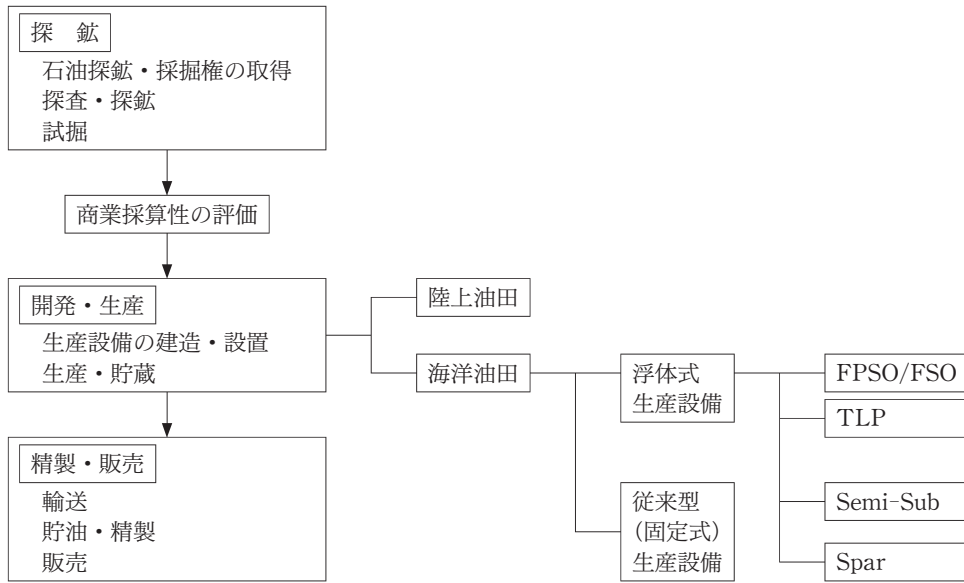 探　鉱
石油探鉱・採掘権の取得
探査・探鉱
試掘
商業採算性の評価
開発・生産
生産設備の建造・設置
生産・貯蔵
精製・販売
輸送
貯油・精製
販売
陸上油田
海洋油田
浮体式
生産設備
従来型
（固定式）
生産設備
FPSO/FSO
TLP
Semi-Sub
Spar